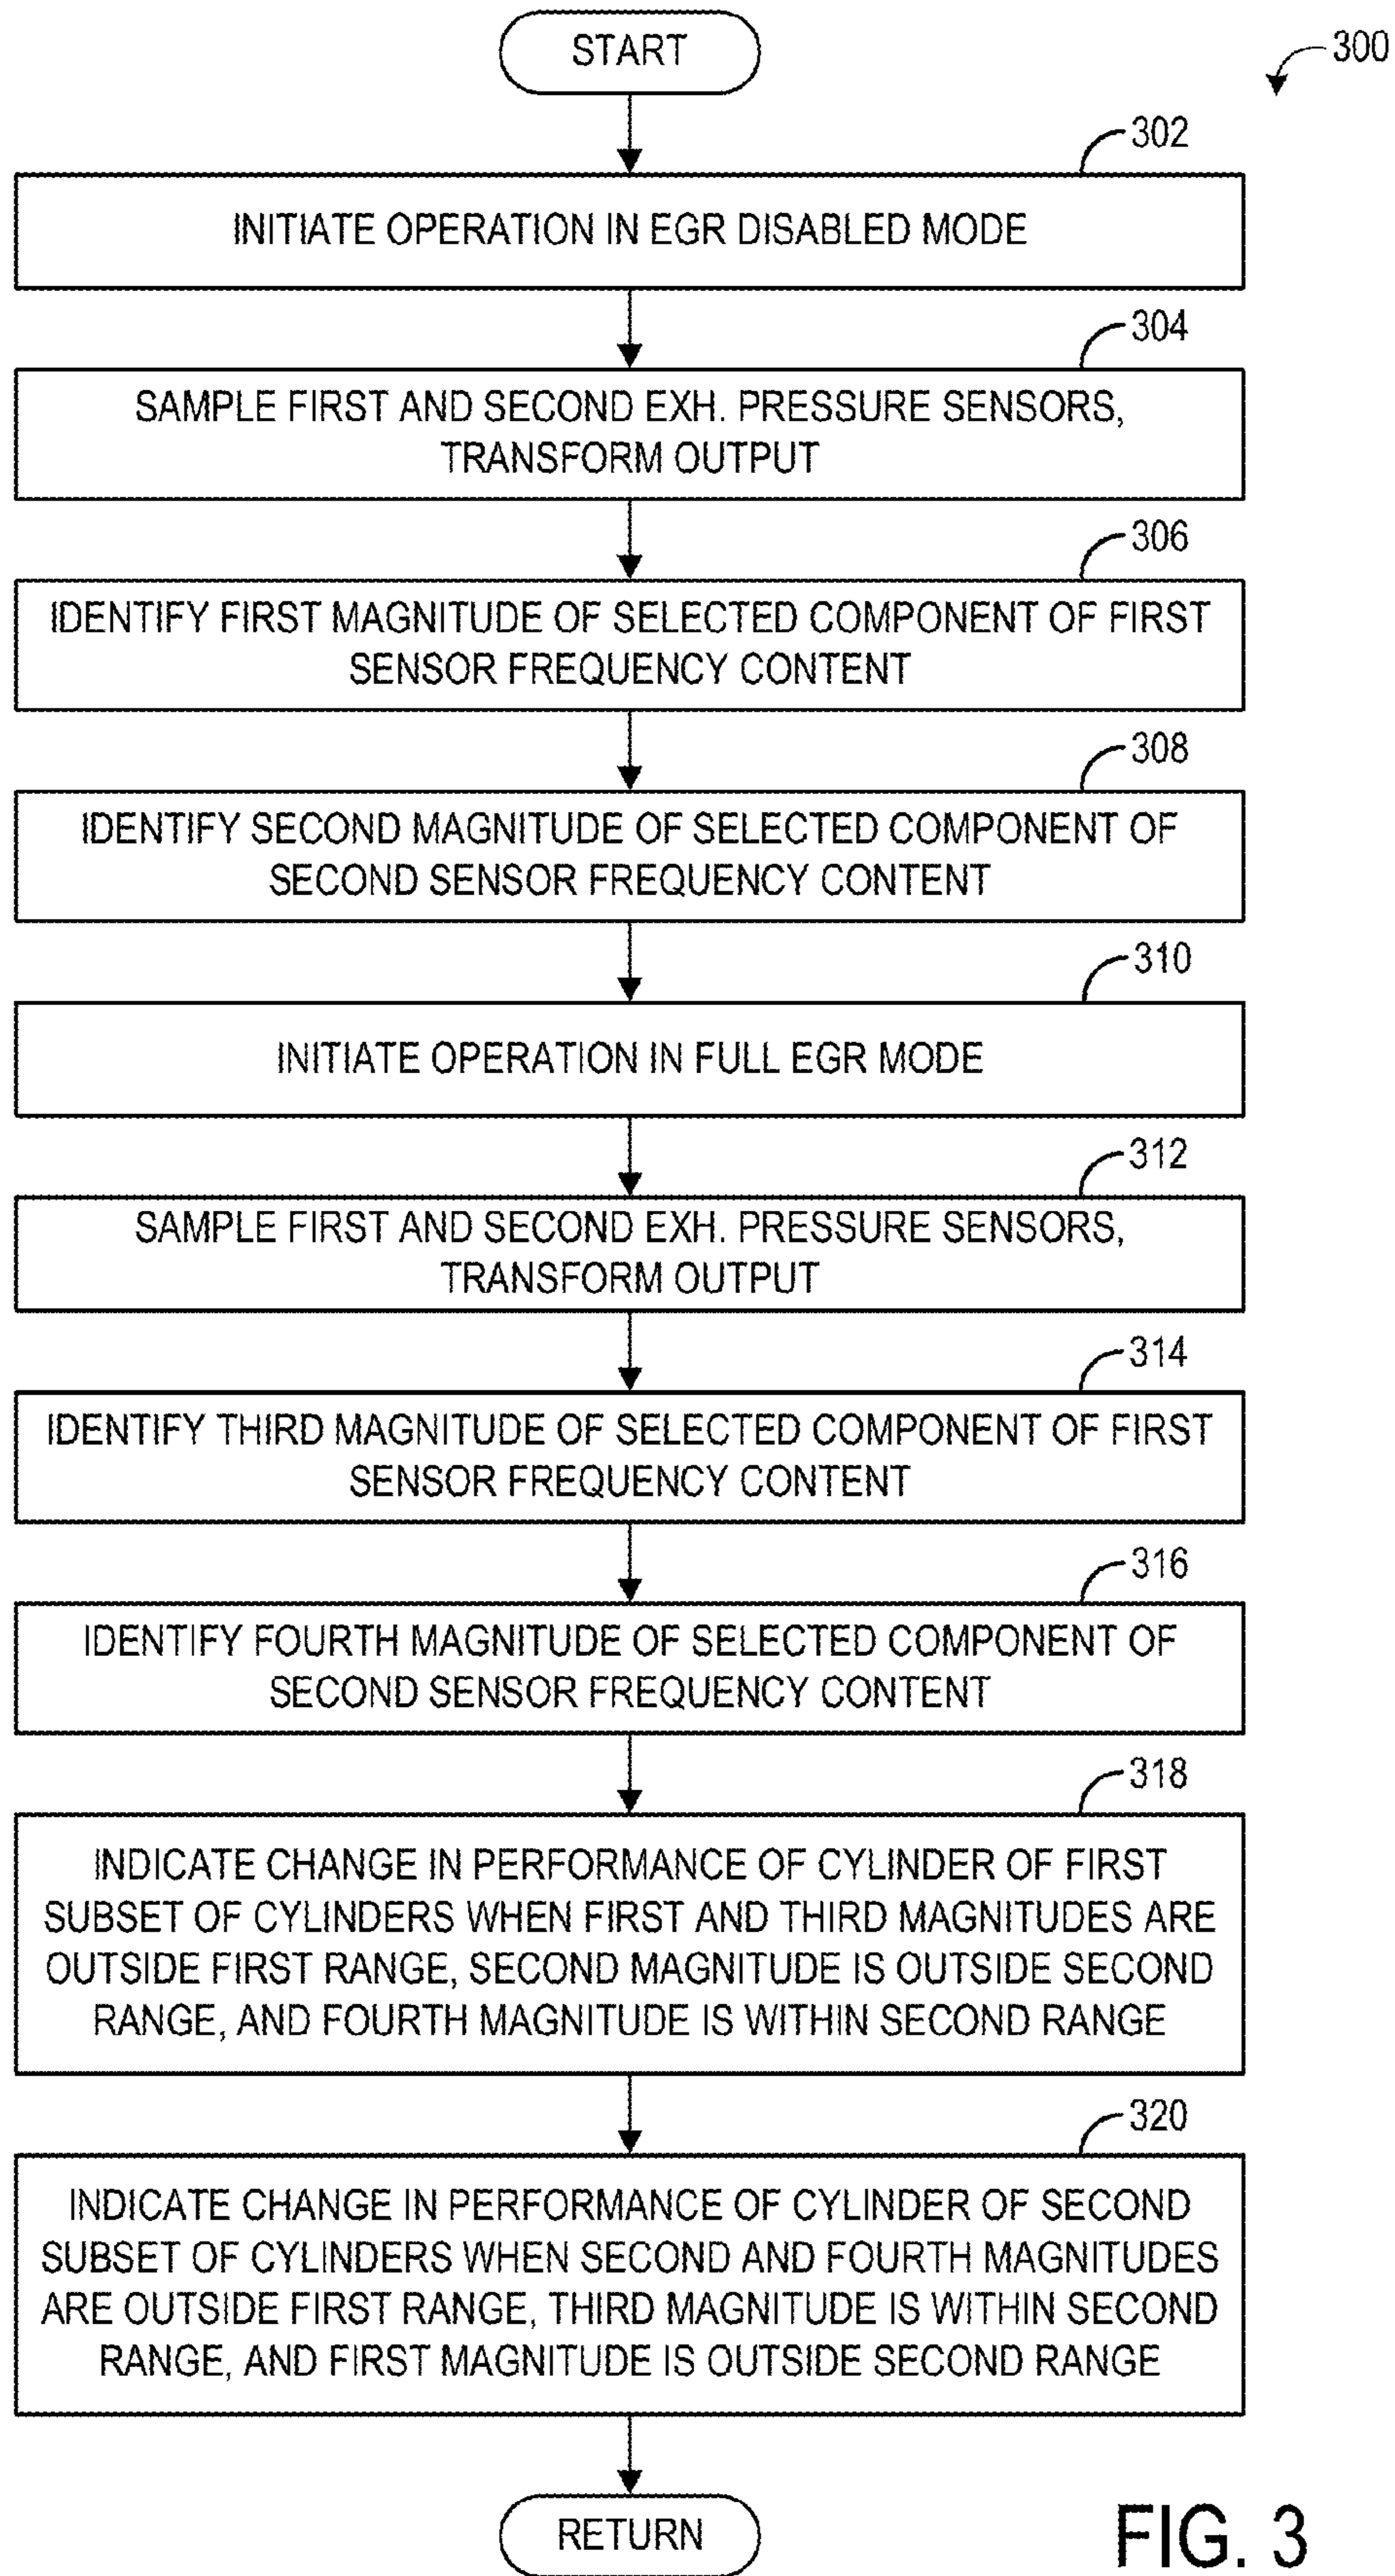 START
300
302
INITIATE OPERATION IN EGR DISABLED MODE
304
SAMPLE FIRST AND SECOND EXH. PRESSURE SENSORS,
TRANSFORM OUTPUT
306
IDENTIFY FIRST MAGNITUDE OF SELECTED COMPONENT OF FIRST
SENSOR FREQUENCY CONTENT
308
IDENTIFY SECOND MAGNITUDE OF SELECTED COMPONENT OF
SECOND SENSOR FREQUENCY CONTENT
310
INITIATE OPERATION IN FULL EGR MODE
312
SAMPLE FIRST AND SECOND EXH. PRESSURE SENSORS,
TRANSFORM OUTPUT
314
IDENTIFY THIRD MAGNITUDE OF SELECTED COMPONENT OF FIRST
SENSOR FREQUENCY CONTENT
316
IDENTIFY FOURTH MAGNITUDE OF SELECTED COMPONENT OF
SECOND SENSOR FREQUENCY CONTENT
318
INDICATE CHANGE IN PERFORMANCE OF CYLINDER OF FIRST
SUBSET OF CYLINDERS WHEN FIRST AND THIRD MAGNITUDES ARE
OUTSIDE FIRST RANGE, SECOND MAGNITUDE IS OUTSIDE SECOND
RANGE, AND FOURTH MAGNITUDE IS WITHIN SECOND RANGE
320
INDICATE CHANGE IN PERFORMANCE OF CYLINDER OF SECOND
SUBSET OF CYLINDERS WHEN SECOND AND FOURTH MAGNITUDES
ARE OUTSIDE FIRST RANGE, THIRD MAGNITUDE IS WITHIN SECOND
RANGE, AND FIRST MAGNITUDE IS OUTSIDE SECOND RANGE
RETURN
FIG. 3